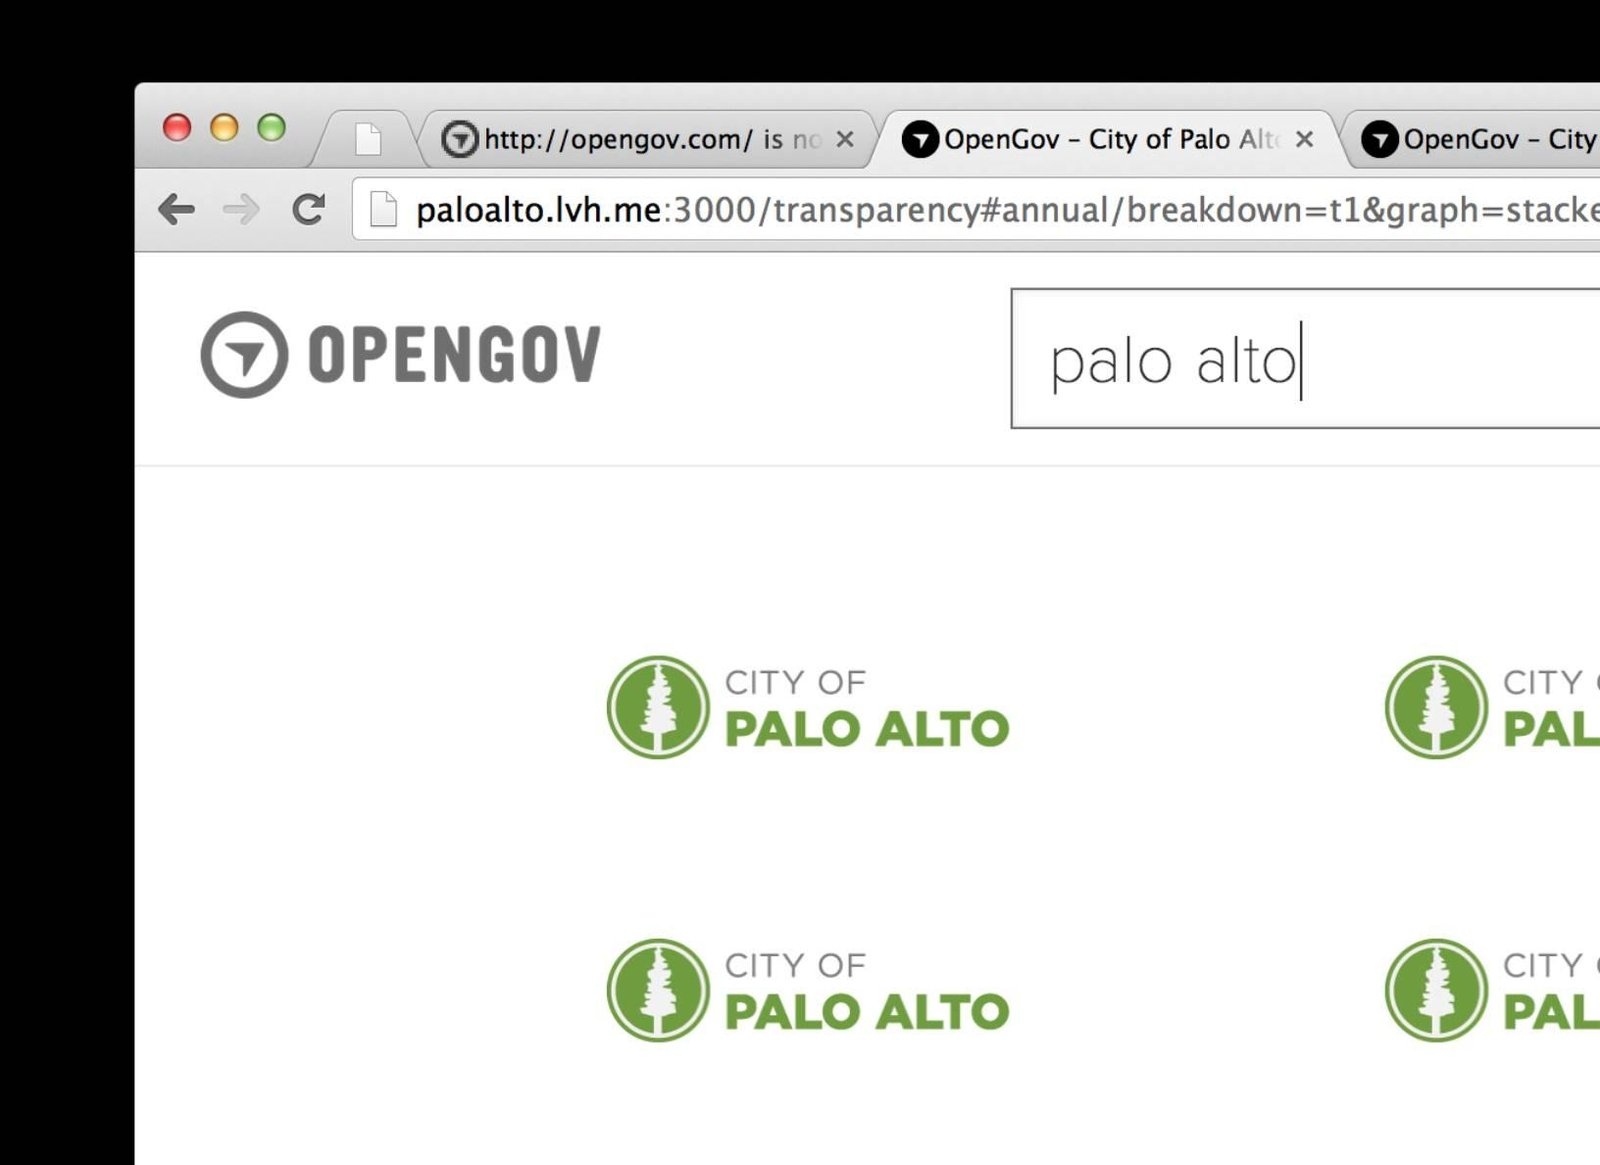 http://opengov.com/ is no
OpenGov – City of Palo Alto
OpenGov – City
paloalto.lvh.me:3000/transparency#annual/breakdown=t1&graph=stacke
OPENGOV
palo alto
CITY OF
PALO ALTO
CITY
PAL
CITY OF
PALO ALTO
CITY
PAL